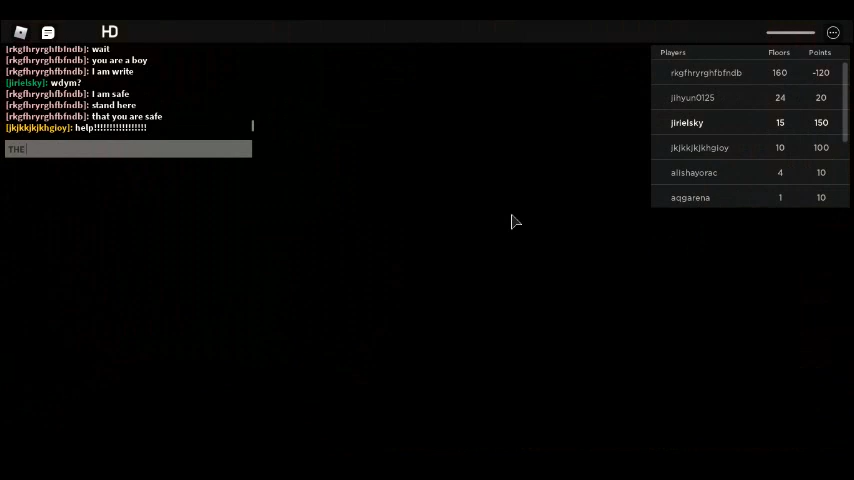 HD
[rkgfhryrghfbfndb]: wait
[rkgfhryrghfbfndb]: you are a boy
[rkgfhryrghfbfndb]: I am write
[jirielsky]: wdym?
[rkgfhryrghfbfndb]: I am safe
[rkgfhryrghfbfndb]: stand here
[rkgfhryrghfbfndb]: that you are safe
[jkjkkjkjkhgioy]: help!!!!!!!!!!!!!!!!!
THE
Players Floors Points
rkgfhryrghfbfndb 160 -120
jihyun0125 24 20
jirielsky 15 150
jkjkkjkjkhgioy 10 100
alishayorac 4 10
aqgarena 1 10